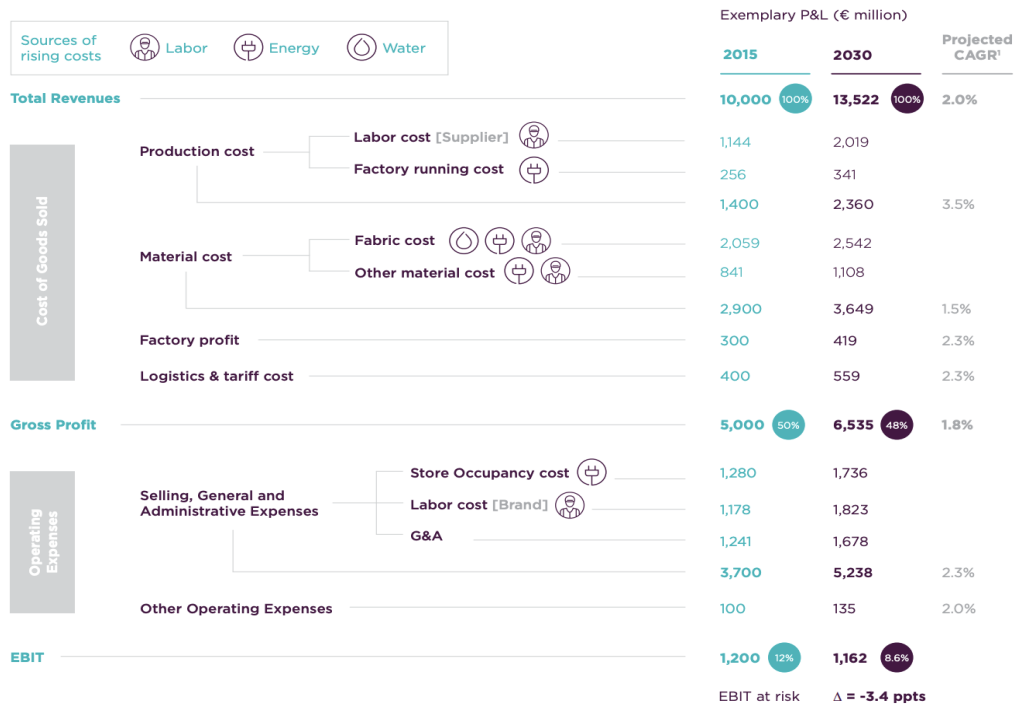 Exemplary P&L (€ million)
Sources of
rising costs
Labor
Energy
Water
2015
2030
Projected
CAGR¹
Total Revenues 10,000 100% 13,522 100% 2.0%
Cost of Goods Sold
Production cost
Labor cost [Supplier] 1,144 2,019
Factory running cost 256 341
1,400 2,360 3.5%
Material cost
Fabric cost 2,059 2,542
Other material cost 841 1,108
2,900 3,649 1.5%
Factory profit 300 419 2.3%
Logistics & tariff cost 400 559 2.3%
Gross Profit 5,000 50% 6,535 48% 1.8%
Operating
Expenses
Selling, General and
Administrative Expenses
Store Occupancy cost 1,280 1,736
Labor cost [Brand] 1,178 1,823
G&A 1,241 1,678
3,700 5,238 2.3%
Other Operating Expenses 100 135 2.0%
EBIT 1,200 12% 1,162 8.6%
EBIT at risk Δ = -3.4 ppts